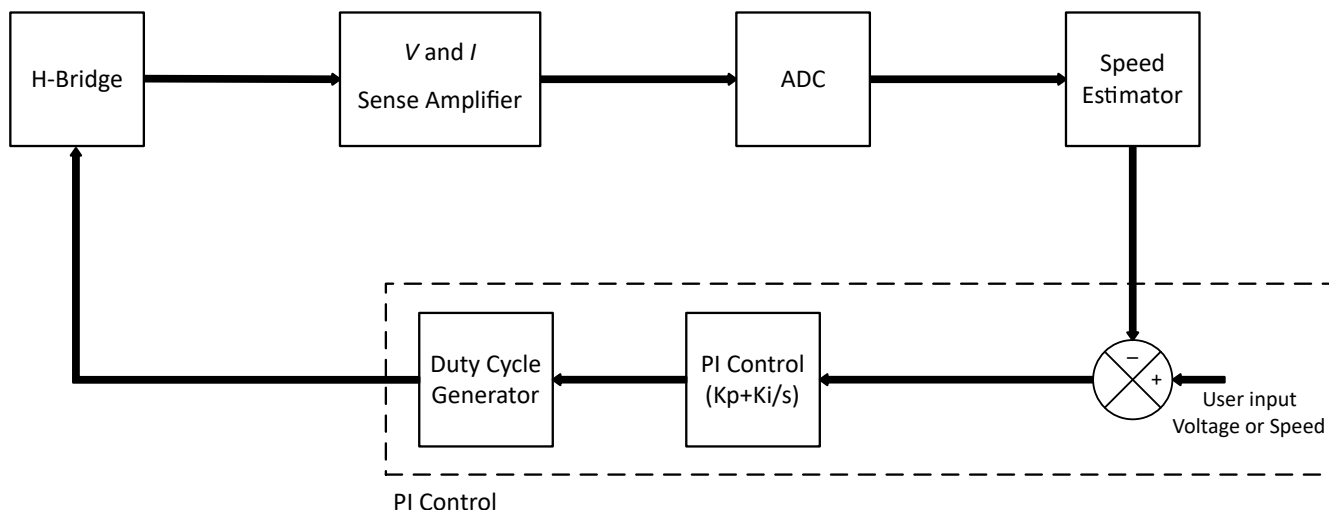 H-Bridge
V and I
Sense Amplifier
ADC
Speed
Estimator
Duty Cycle
Generator
PI Control
(Kp+Ki/s)
−
+
User input
Voltage or Speed
PI Control